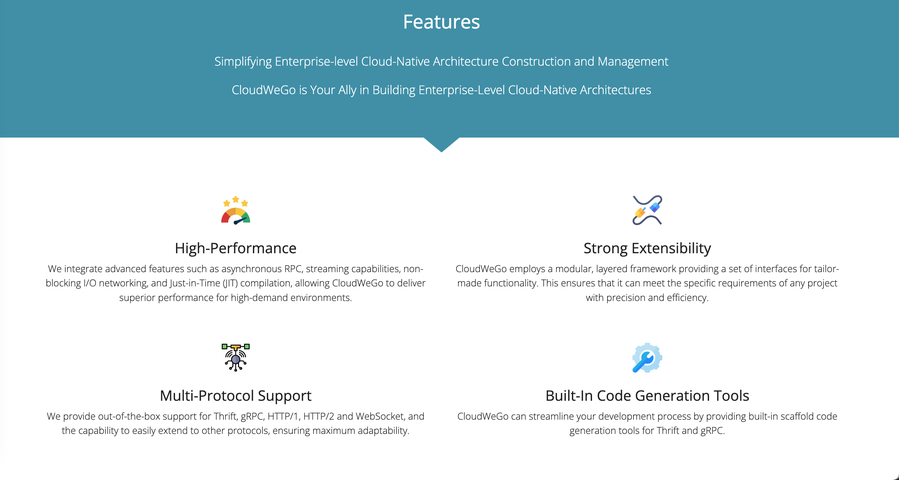 Features
Simplifying Enterprise-level Cloud-Native Architecture Construction and Management
CloudWeGo is Your Ally in Building Enterprise-Level Cloud-Native Architectures
High-Performance
We integrate advanced features such as asynchronous RPC, streaming capabilities, non-
blocking I/O networking, and Just-in-Time (JIT) compilation, allowing CloudWeGo to deliver
superior performance for high-demand environments.
Strong Extensibility
CloudWeGo employs a modular, layered framework providing a set of interfaces for tailor-
made functionality. This ensures that it can meet the specific requirements of any project
with precision and efficiency.
Multi-Protocol Support
We provide out-of-the-box support for Thrift, gRPC, HTTP/1, HTTP/2 and WebSocket, and
the capability to easily extend to other protocols, ensuring maximum adaptability.
Built-In Code Generation Tools
CloudWeGo can streamline your development process by providing built-in scaffold code
generation tools for Thrift and gRPC.